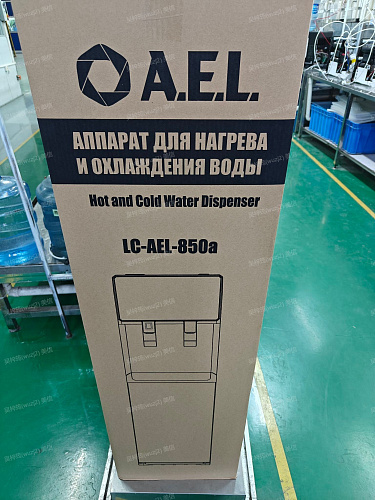 A.E.L.
АППАРАТ ДЛЯ НАГРЕВА
И ОХЛАЖДЕНИЯ ВОДЫ
Hot and Cold Water Dispenser
LC-AEL-850a